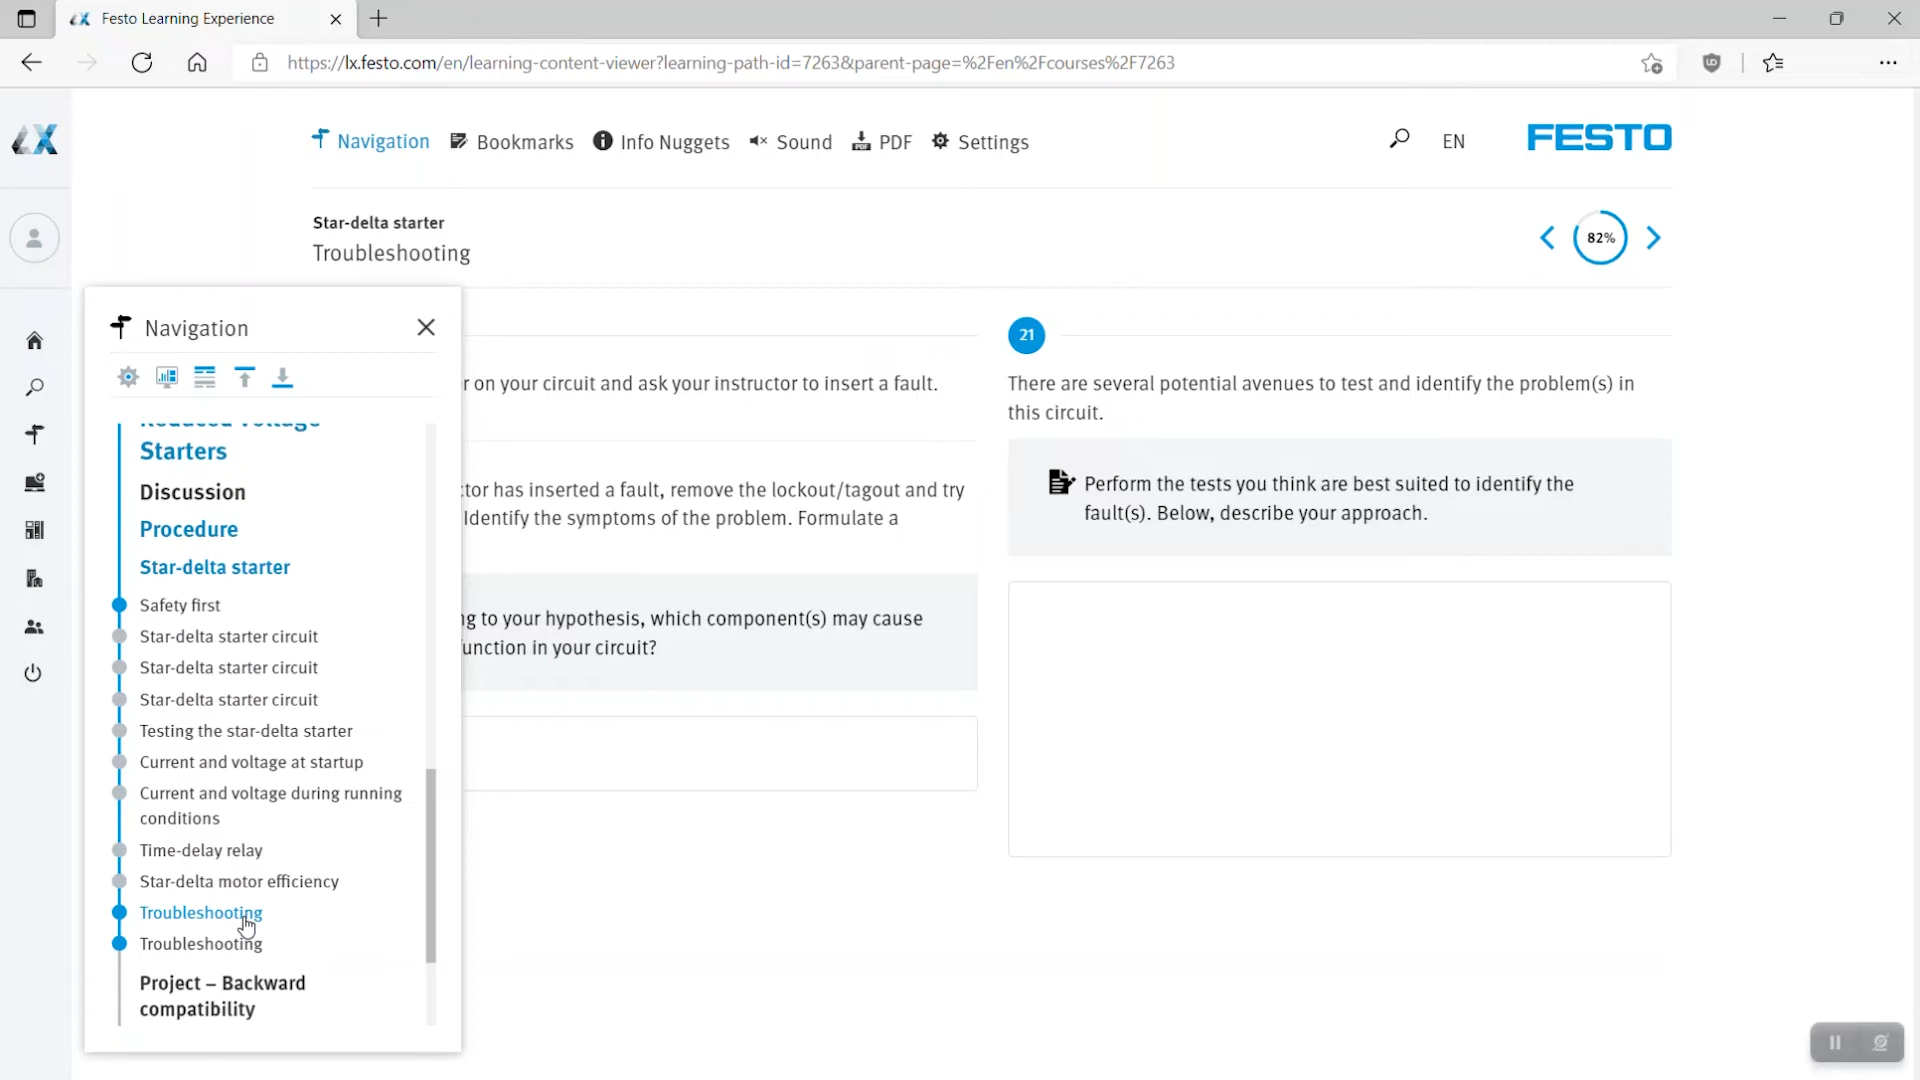 Festo Learning Experience
https://lx.festo.com/en/learning-content-viewer?learning-path-id=7263&parent-page=%2Fen%2Fcourses%2F7263
Navigation
Bookmarks
Info Nuggets
Sound
PDF
Settings
EN
FESTO
LX
Star-delta starter
Troubleshooting
82%
Navigation
Reduced Voltage
Starters
Discussion
Procedure
Star-delta starter
Safety first
Star-delta starter circuit
Star-delta starter circuit
Star-delta starter circuit
Testing the star-delta starter
Current and voltage at startup
Current and voltage during running
conditions
Time-delay relay
Star-delta motor efficiency
Troubleshooting
Troubleshooting
Project – Backward
compatibility
r on your circuit and ask your instructor to insert a fault.
tor has inserted a fault, remove the lockout/tagout and try
Identify the symptoms of the problem. Formulate a
ng to your hypothesis, which component(s) may cause
unction in your circuit?
21
There are several potential avenues to test and identify the problem(s) in
this circuit.
Perform the tests you think are best suited to identify the
fault(s). Below, describe your approach.